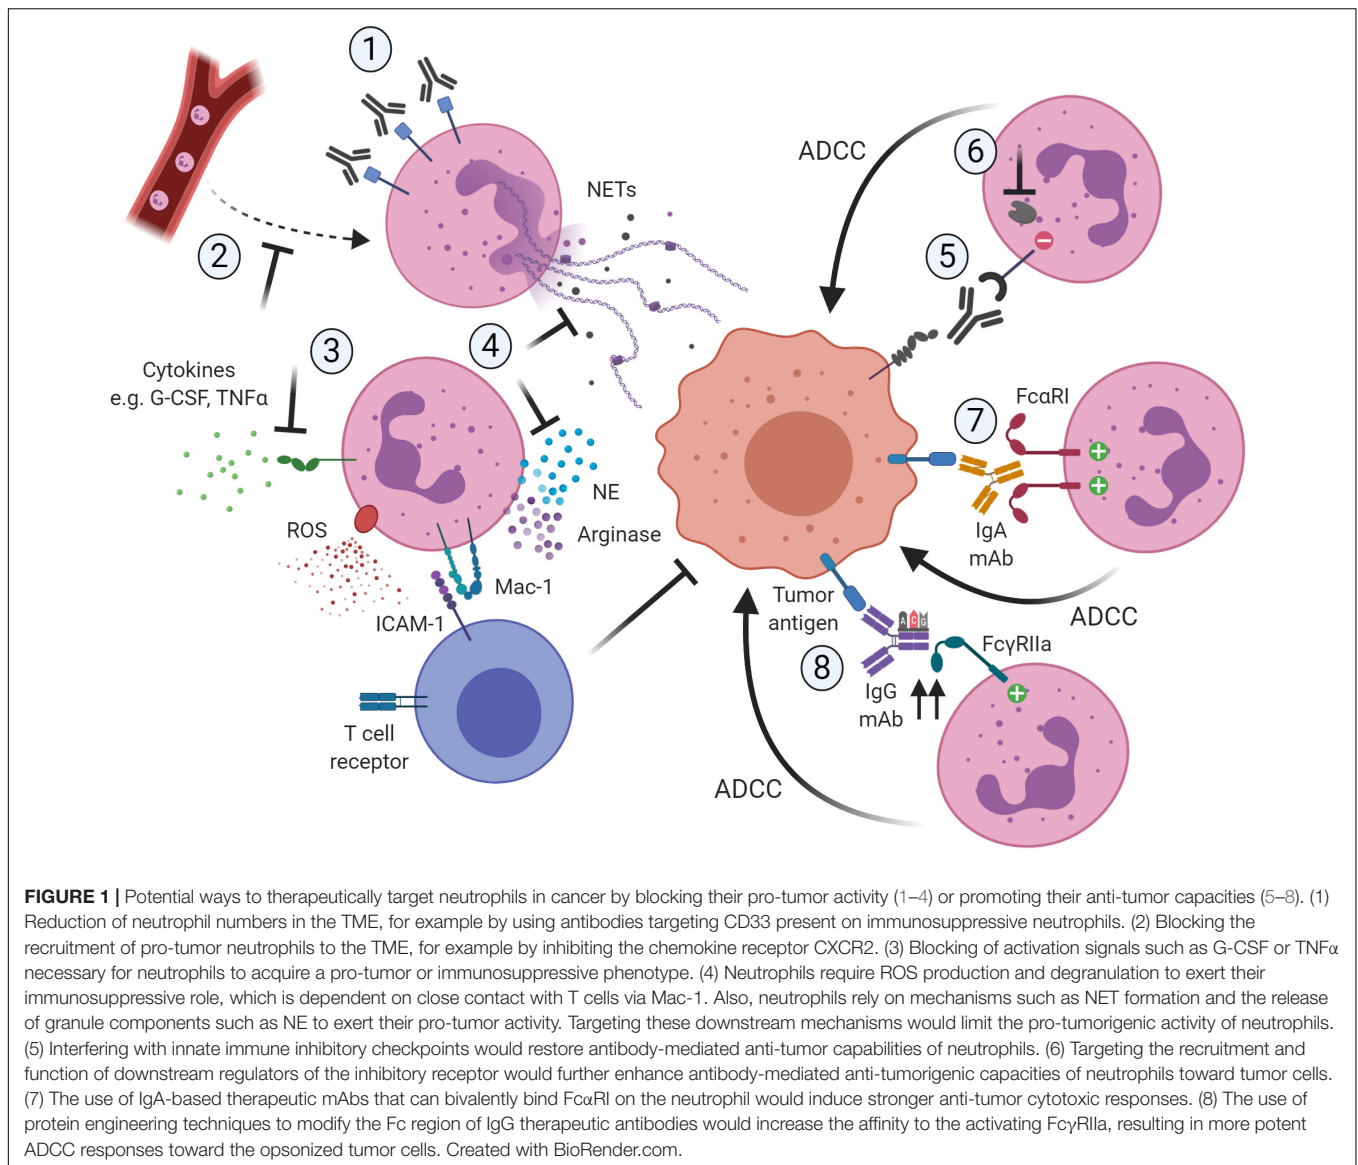 1
ADCC
6
NETs
2
5
4
3
Cytokines
e.g. G-CSF, TNFα
FcαRI
7
NE
ROS
Arginase
IgA
mAb
Mac-1
ICAM-1
Tumor
antigen
ADCC
A C G
FcγRIIa
8
IgG
mAb
T cell
receptor
ADCC
FIGURE 1 | Potential ways to therapeutically target neutrophils in cancer by blocking their pro-tumor activity (1–4) or promoting their anti-tumor capacities (5–8). (1)
Reduction of neutrophil numbers in the TME, for example by using antibodies targeting CD33 present on immunosuppressive neutrophils. (2) Blocking the
recruitment of pro-tumor neutrophils to the TME, for example by inhibiting the chemokine receptor CXCR2. (3) Blocking of activation signals such as G-CSF or TNFα
necessary for neutrophils to acquire a pro-tumor or immunosuppressive phenotype. (4) Neutrophils require ROS production and degranulation to exert their
immunosuppressive role, which is dependent on close contact with T cells via Mac-1. Also, neutrophils rely on mechanisms such as NET formation and the release
of granule components such as NE to exert their pro-tumor activity. Targeting these downstream mechanisms would limit the pro-tumorigenic activity of neutrophils.
(5) Interfering with innate immune inhibitory checkpoints would restore antibody-mediated anti-tumor capabilities of neutrophils. (6) Targeting the recruitment and
function of downstream regulators of the inhibitory receptor would further enhance antibody-mediated anti-tumorigenic capacities of neutrophils toward tumor cells.
(7) The use of IgA-based therapeutic mAbs that can bivalently bind FcαRI on the neutrophil would induce stronger anti-tumor cytotoxic responses. (8) The use of
protein engineering techniques to modify the Fc region of IgG therapeutic antibodies would increase the affinity to the activating FcγRIIa, resulting in more potent
ADCC responses toward the opsonized tumor cells. Created with BioRender.com.